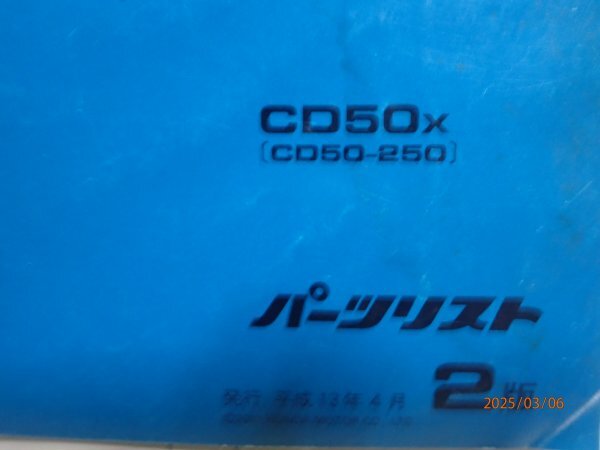 CD50X
[CD50-250]
パーツリスト
2版
発行 平成13年4月
2025/03/06